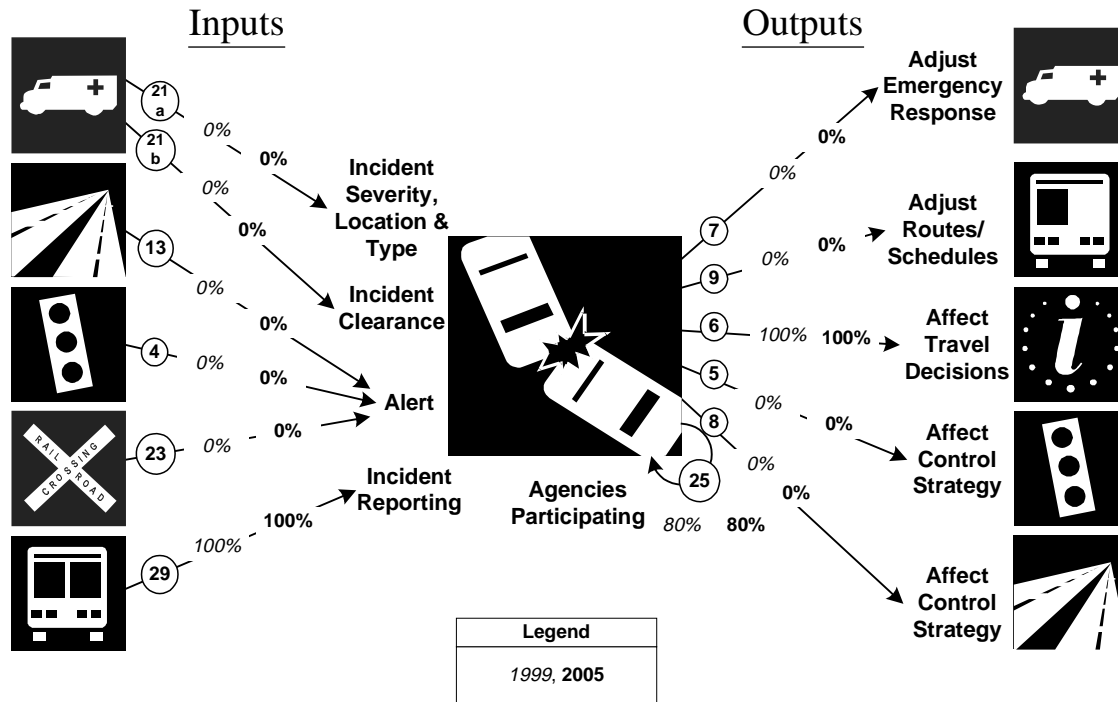 Inputs
Outputs
21
a
0%
0%
21
b
0%
0%
Incident
Severity,
Location &
Type
13
0%
0%
Incident
Clearance
4
0%
0%
Alert
RAIL ROAD
CROSSING
23
0%
0%
Incident
Reporting
29
100%
100%
7
0%
0%
Adjust
Emergency
Response
9
0%
0%
Adjust
Routes/
Schedules
6
100%
100%
Affect
Travel
Decisions
i
5
0%
0%
Affect
Control
Strategy
8
0%
0%
Affect
Control
Strategy
25
Agencies
Participating
80%
80%
Legend
1999, 2005